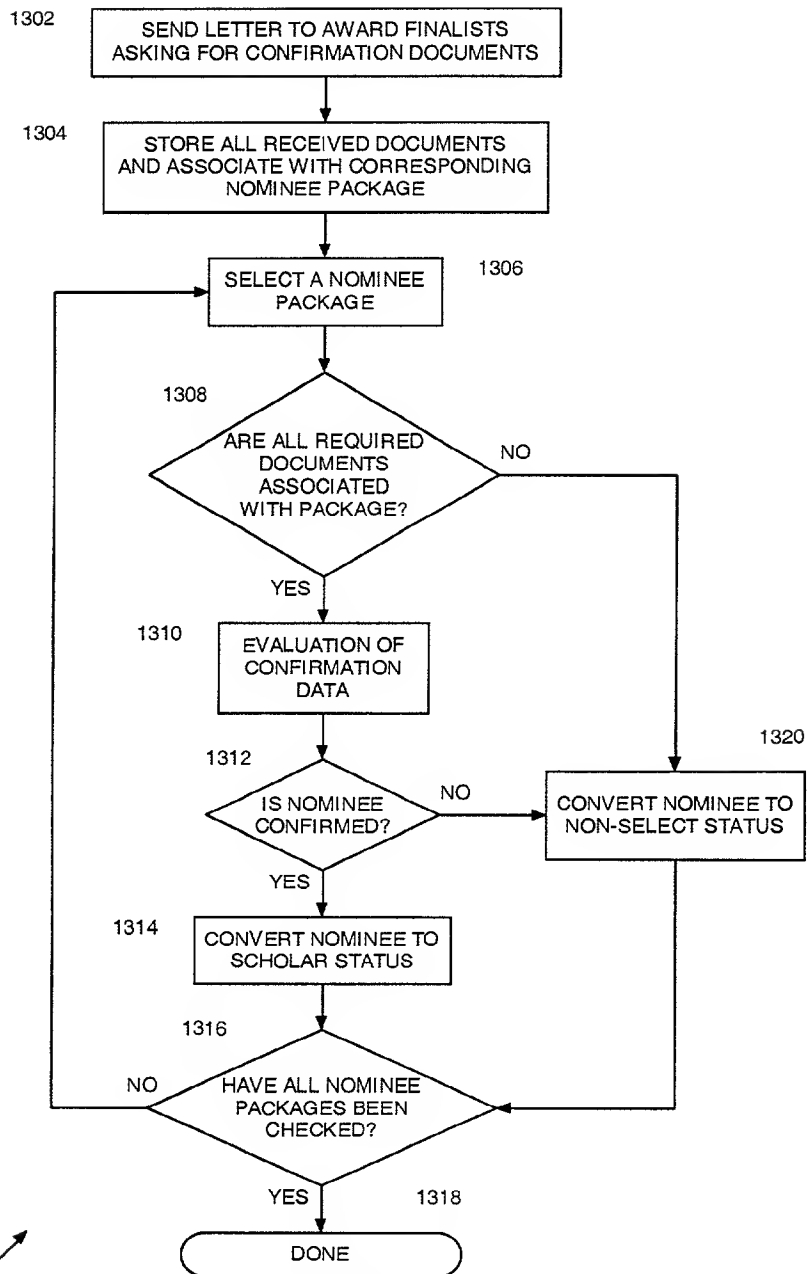 1302
SEND LETTER TO AWARD FINALISTS
ASKING FOR CONFIRMATION DOCUMENTS
1304
STORE ALL RECEIVED DOCUMENTS
AND ASSOCIATE WITH CORRESPONDING
NOMINEE PACKAGE
1306
SELECT A NOMINEE
PACKAGE
1308
ARE ALL REQUIRED
DOCUMENTS
ASSOCIATED
WITH PACKAGE?
NO
YES
1310
EVALUATION OF
CONFIRMATION
DATA
1312
IS NOMINEE
CONFIRMED?
NO
YES
1320
CONVERT NOMINEE TO
NON-SELECT STATUS
1314
CONVERT NOMINEE TO
SCHOLAR STATUS
1316
NO
HAVE ALL NOMINEE
PACKAGES BEEN
CHECKED?
YES
1318
DONE